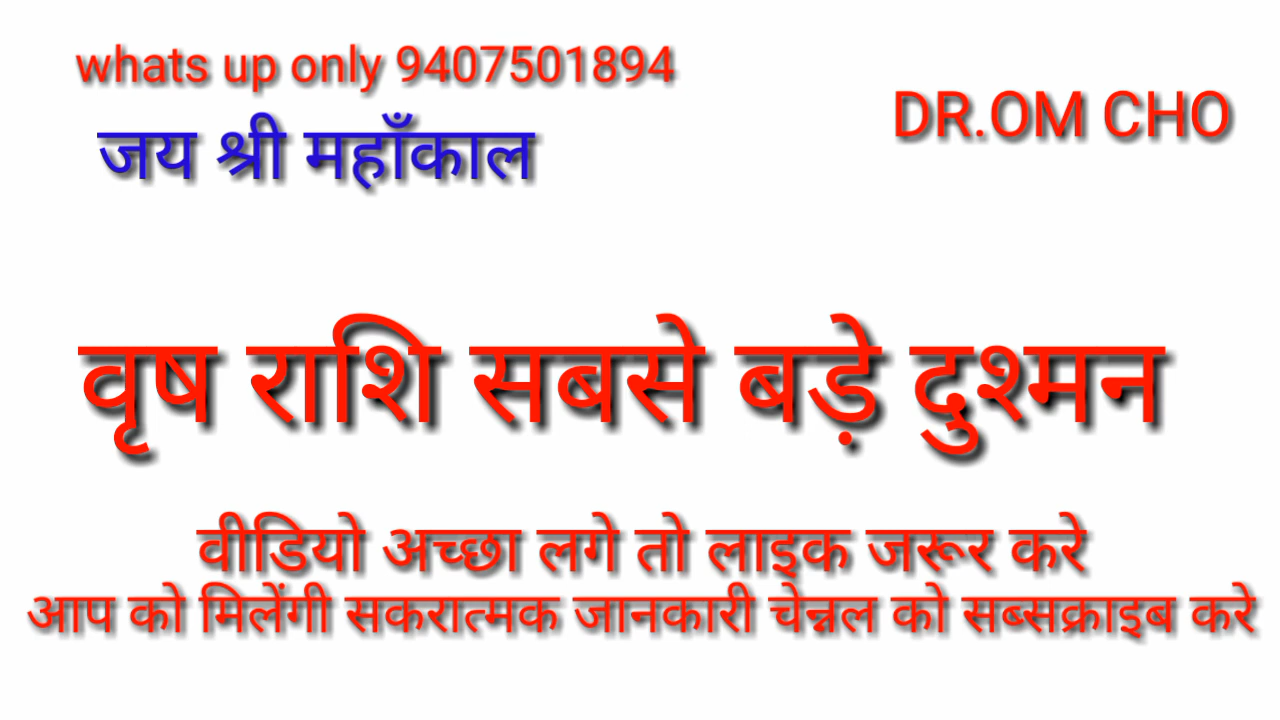 whats up only 9407501894
DR.OM CHO
जय श्री महाँकाल
वृष राशि सबसे बड़े दुश्मन
वीडियो अच्छा लगे तो लाइक जरूर करे
आप को मिलेंगी सकरात्मक जानकारी चेन्नल को सब्सक्राइब करे